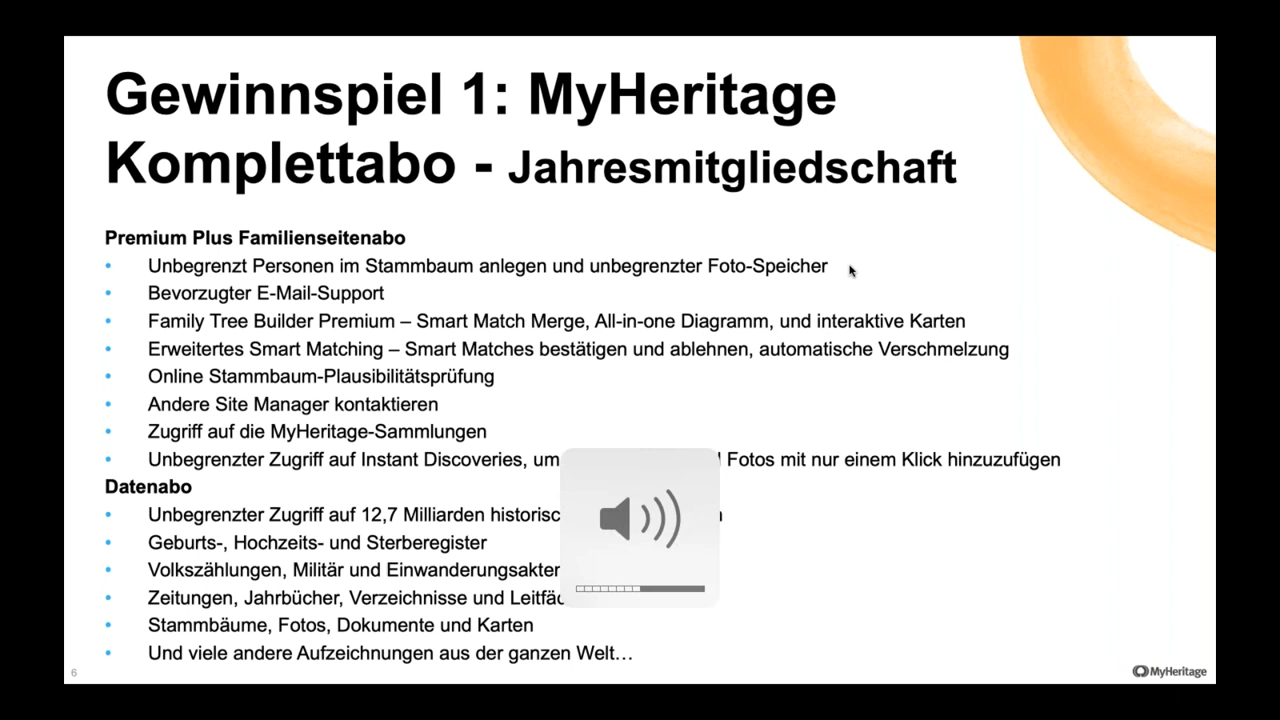 Gewinnspiel 1: MyHeritage
Komplettabo - Jahresmitgliedschaft
Premium Plus Familienseitenabo
• Unbegrenzt Personen im Stammbaum anlegen und unbegrenzter Foto-Speicher
• Bevorzugter E-Mail-Support
• Family Tree Builder Premium – Smart Match Merge, All-in-one Diagramm, und interaktive Karten
• Erweitertes Smart Matching – Smart Matches bestätigen und ablehnen, automatische Verschmelzung
• Online Stammbaum-Plausibilitätsprüfung
• Andere Site Manager kontaktieren
• Zugriff auf die MyHeritage-Sammlungen
• Unbegrenzter Zugriff auf Instant Discoveries, um Fotos mit nur einem Klick hinzuzufügen
Datenabo
• Unbegrenzter Zugriff auf 12,7 Milliarden
• Geburts-, Hochzeits- und Sterberegister
• Volkszählungen, Militär und Einwanderungsakten
• Zeitungen, Jahrbücher, Verzeichnisse und
• Stammbäume, Fotos, Dokumente und Karten
• Und viele andere Aufzeichnungen aus der ganzen Welt…
6
MyHeritage